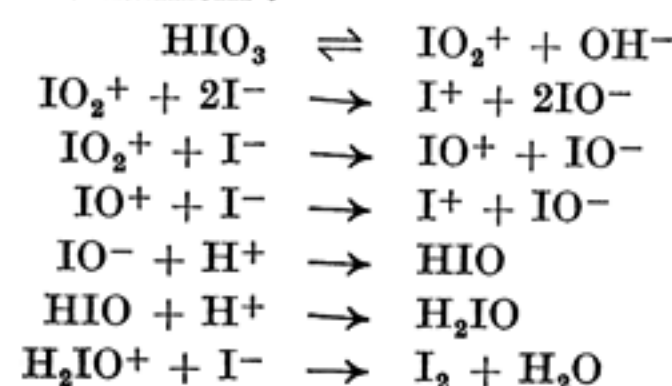 HIO₃ ⇌ IO₂⁺ + OH⁻
IO₂⁺ + 2I⁻ → I⁺ + 2IO⁻
IO₂⁺ + I⁻ → IO⁺ + IO⁻
IO⁺ + I⁻ → I⁺ + IO⁻
IO⁻ + H⁺ → HIO
HIO + H⁺ → H₂IO
H₂IO⁺ + I⁻ → I₂ + H₂O